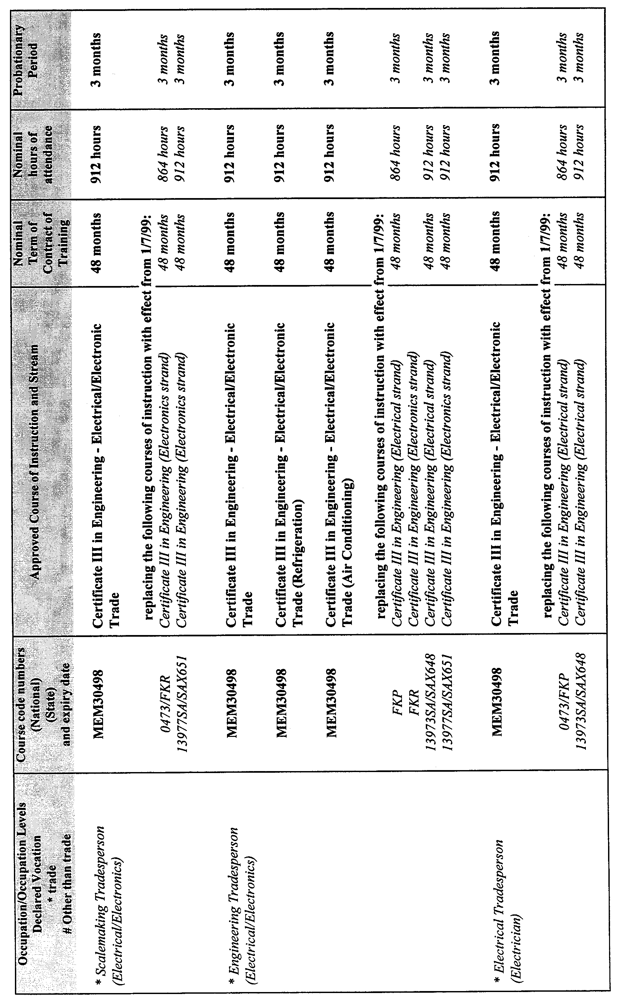 Occupation/Occupation Levels
Declared Vocation
* trade
# Other than trade
Course code numbers
(National)
(State)
and expiry date
Approved Course of Instruction and Stream
Nominal
Term of
Contract of
Training
Nominal
hours of
attendance
Probationary
Period
* Scalemaking Tradesperson MEM30498 Certificate III in Engineering - Electrical/Electronic 48 months 912 hours 3 months
(Electrical/Electronics) Trade
replacing the following courses of instruction with effect from 1/7/99:
0473/FKR Certificate III in Engineering (Electronics strand) 48 months 864 hours 3 months
13977SA/SAX651 Certificate III in Engineering (Electronics strand) 48 months 912 hours 3 months
* Engineering Tradesperson MEM30498 Certificate III in Engineering - Electrical/Electronic 48 months 912 hours 3 months
(Electrical/Electronics) Trade
MEM30498 Certificate III in Engineering - Electrical/Electronic 48 months 912 hours 3 months
Trade (Refrigeration)
MEM30498 Certificate III in Engineering - Electrical/Electronic 48 months 912 hours 3 months
Trade (Air Conditioning)
replacing the following courses of instruction with effect from 1/7/99:
FKP Certificate III in Engineering (Electrical strand) 48 months 864 hours 3 months
FKR Certificate III in Engineering (Electronics strand)
13973SA/SAX648 Certificate III in Engineering (Electrical strand) 48 months 912 hours 3 months
13977SA/SAX651 Certificate III in Engineering (Electronics strand) 48 months 912 hours 3 months
* Electrical Tradesperson MEM30498 Certificate III in Engineering - Electrical/Electronic 48 months 912 hours 3 months
(Electrician) Trade
replacing the following courses of instruction with effect from 1/7/99:
0473/FKP Certificate III in Engineering (Electrical strand) 48 months 864 hours 3 months
13973SA/SAX648 Certificate III in Engineering (Electrical strand) 48 months 912 hours 3 months